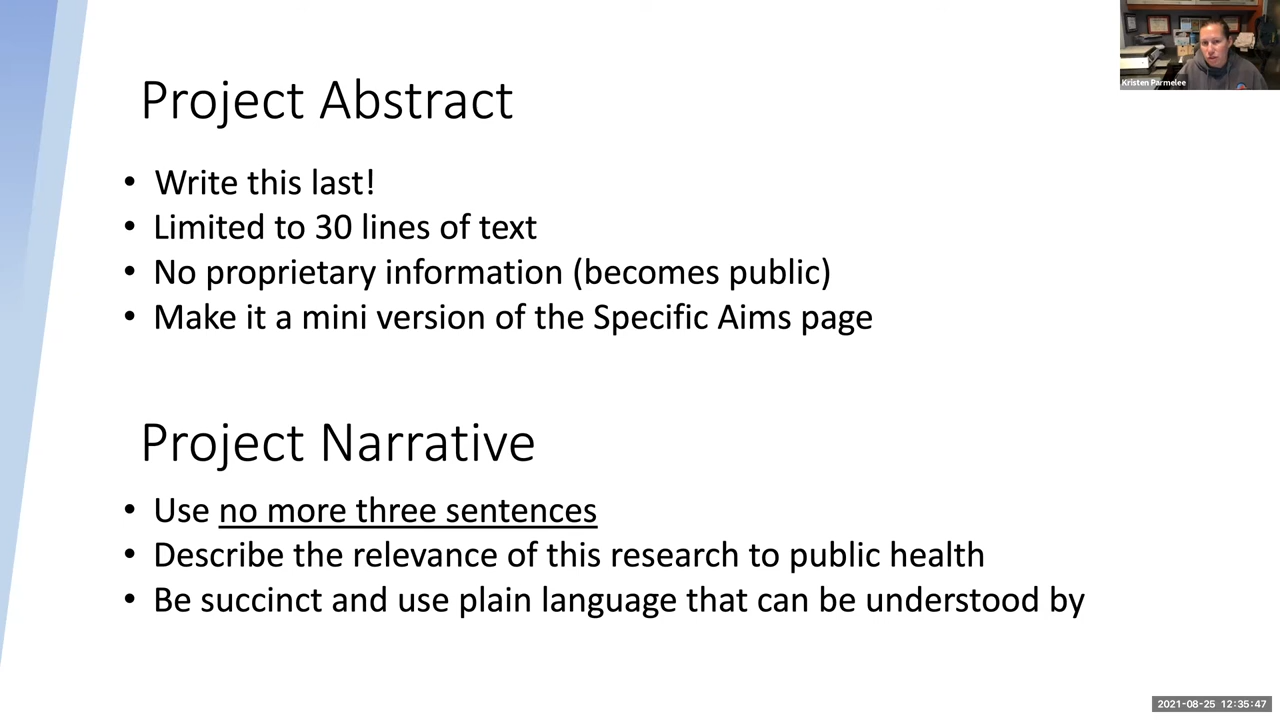 Project Abstract
• Write this last!
• Limited to 30 lines of text
• No proprietary information (becomes public)
• Make it a mini version of the Specific Aims page
Project Narrative
• Use no more three sentences
• Describe the relevance of this research to public health
• Be succinct and use plain language that can be understood by
Kristen Parmelee
2021-08-25 12:35:47